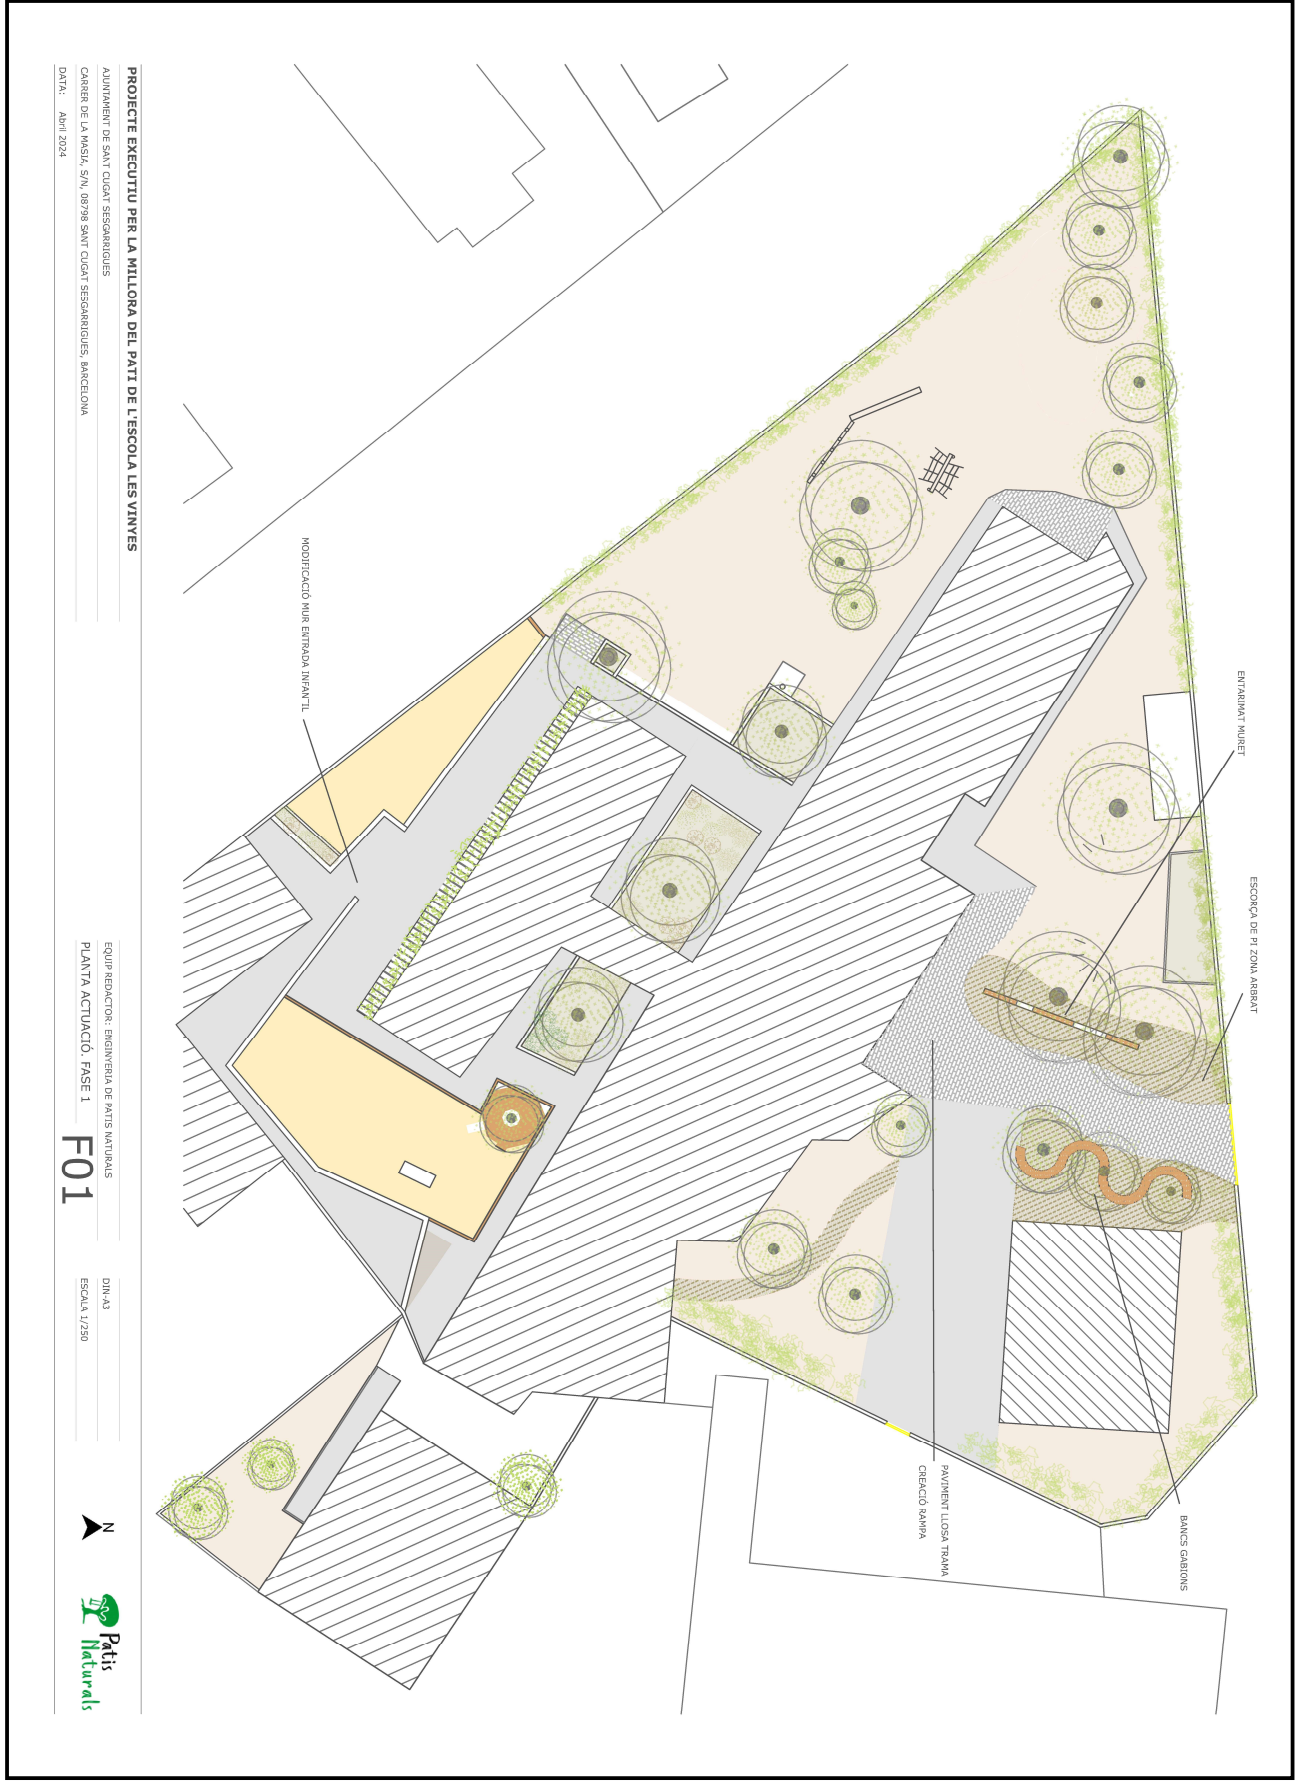 ENTARIMAT MURET
ESCORÇA DE PI ZONA ARBRAT
BANCS GABIONS
PAVIMENT LLOSA TRAMA
CREACIÓ RAMPA
MODIFICACIÓ MUR ENTRADA INFANTIL
PROJECTE EXECUTIU PER LA MILLORA DEL PATI DE L'ESCOLA LES VINYES
AJUNTAMENT DE SANT CUGAT SESGARRIGUES
CARRER DE LA MASIA, S/N, 08798 SANT CUGAT SESGARRIGUES, BARCELONA
DATA: Abril 2024
EQUIP REDACTOR: ENGINYERIA DE PATIS NATURALS
PLANTA ACTUACIÓ. FASE 1
F01
DIN-A3
ESCALA 1/250
N
Patis
Naturals